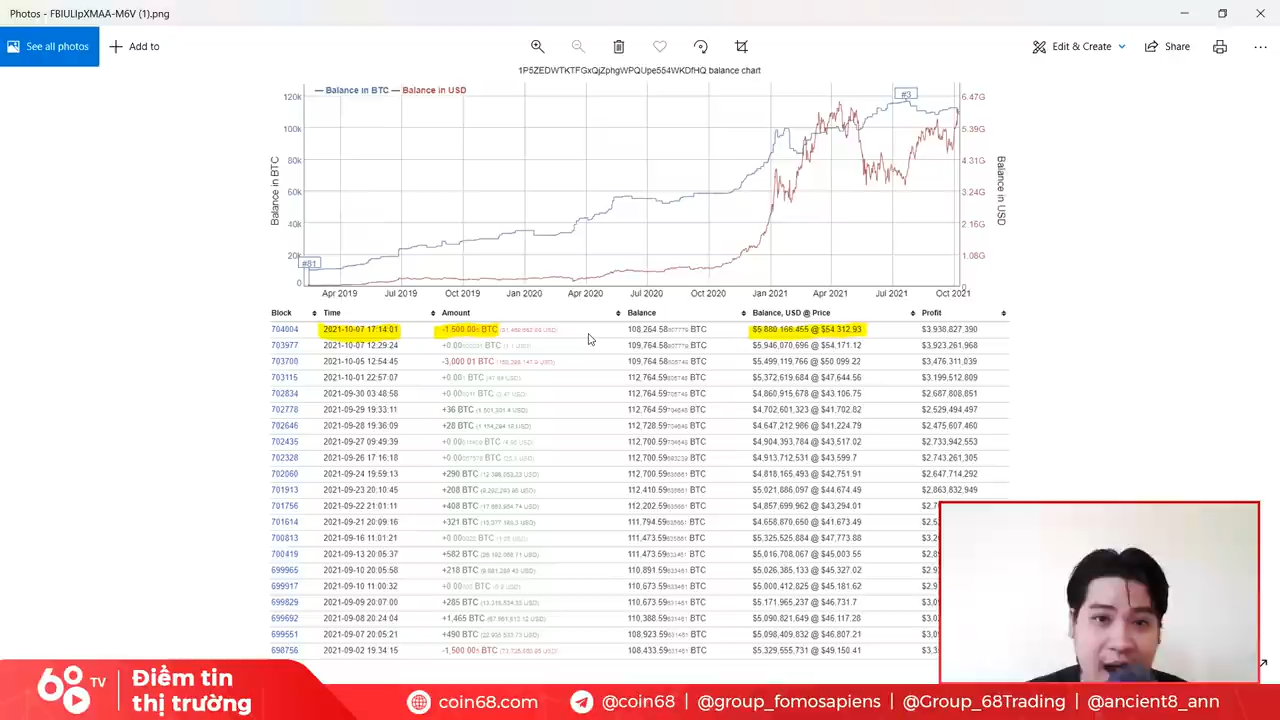 Photos - FBIULIpXMAA-M6V (1).png
See all photos
Add to
Edit & Create
Share
1P5ZEDWTKTFGxQjZphgWPQUpe554WKDfHQ balance chart
Balance in BTC Balance in USD
#3
#81
120k
100k
80k
60k
40k
20k
0
Balance in BTC
6.47G
5.39G
4.31G
3.24G
2.16G
1.08G
0
Balance in USD
Apr 2019 Jul 2019 Oct 2019 Jan 2020 Apr 2020 Jul 2020 Oct 2020 Jan 2021 Apr 2021 Jul 2021 Oct 2021
Block Time Amount Balance Balance, USD @ Price Profit
704004 2021-10-07 17:14:01 -1,500.00 BTC 108,264.58 BTC $5,880,166,455 @ $54,312.93 $3,938,827,390
703977 2021-10-07 12:29:24 +0.00 BTC 109,764.58 BTC $5,946,070,696 @ $54,171.12 $3,923,261,968
703700 2021-10-05 12:54:45 -3,000.01 BTC 109,764.58 BTC $5,499,119,766 @ $50,099.22 $3,476,311,039
703115 2021-10-01 22:57:07 +0.00 BTC 112,764.59 BTC $5,372,619,684 @ $47,644.56 $3,199,512,809
702834 2021-09-30 03:48:58 +0.00 BTC 112,764.59 BTC $4,860,915,678 @ $43,106.75 $2,687,808,851
702778 2021-09-29 19:33:11 +36 BTC 112,764.59 BTC $4,702,601,323 @ $41,702.82 $2,529,494,497
702646 2021-09-28 19:36:09 +28 BTC 112,728.59 BTC $4,647,212,986 @ $41,224.79 $2,475,607,460
702435 2021-09-27 09:49:39 +0.00 BTC 112,700.59 BTC $4,904,393,784 @ $43,517.02 $2,733,942,553
702328 2021-09-26 17:16:18 +0.00 BTC 112,700.59 BTC $4,913,712,531 @ $43,599.7 $2,743,261,305
702060 2021-09-24 19:59:13 +290 BTC 112,700.59 BTC $4,818,165,493 @ $42,751.91 $2,647,714,292
701913 2021-09-23 20:10:45 +208 BTC 112,410.59 BTC $5,021,886,097 @ $44,674.49 $2,863,832,949
701756 2021-09-22 21:01:11 +408 BTC 112,202.59 BTC $4,857,699,962 @ $43,294.01 $2,
701614 2021-09-21 20:09:16 +321 BTC 111,794.59 BTC $4,658,870,650 @ $41,673.49 $2,5
700813 2021-09-16 11:01:21 +0.00 BTC 111,473.59 BTC $5,325,525,884 @ $47,773.88 $3,2
700419 2021-09-13 20:05:37 +582 BTC 111,473.59 BTC $5,016,708,067 @ $45,003.55 $2,8
699965 2021-09-10 20:05:58 +218 BTC 110,891.59 BTC $5,026,385,133 @ $45,327.02 $2,9
699917 2021-09-10 11:00:32 +0.00 BTC 110,673.59 BTC $5,000,412,825 @ $45,181.62 $2,9
699829 2021-09-09 20:07:00 +285 BTC 110,673.59 BTC $5,171,965,237 @ $46,731.7 $3,0
699692 2021-09-08 20:24:04 +1,465 BTC 110,388.59 BTC $5,090,821,649 @ $46,117.28 $3,0
699551 2021-09-07 20:05:21 +490 BTC 108,923.59 BTC $5,098,409,832 @ $46,807.21 $3,
698756 2021-09-02 19:34:15 -1,500.00 BTC 108,433.59 BTC $5,329,555,731 @ $49,150.41
68 TV
Điểm tin
thị trường
coin68.com @coin68 | @group_fomosapiens | @Group_68Trading | @ancient8_ann